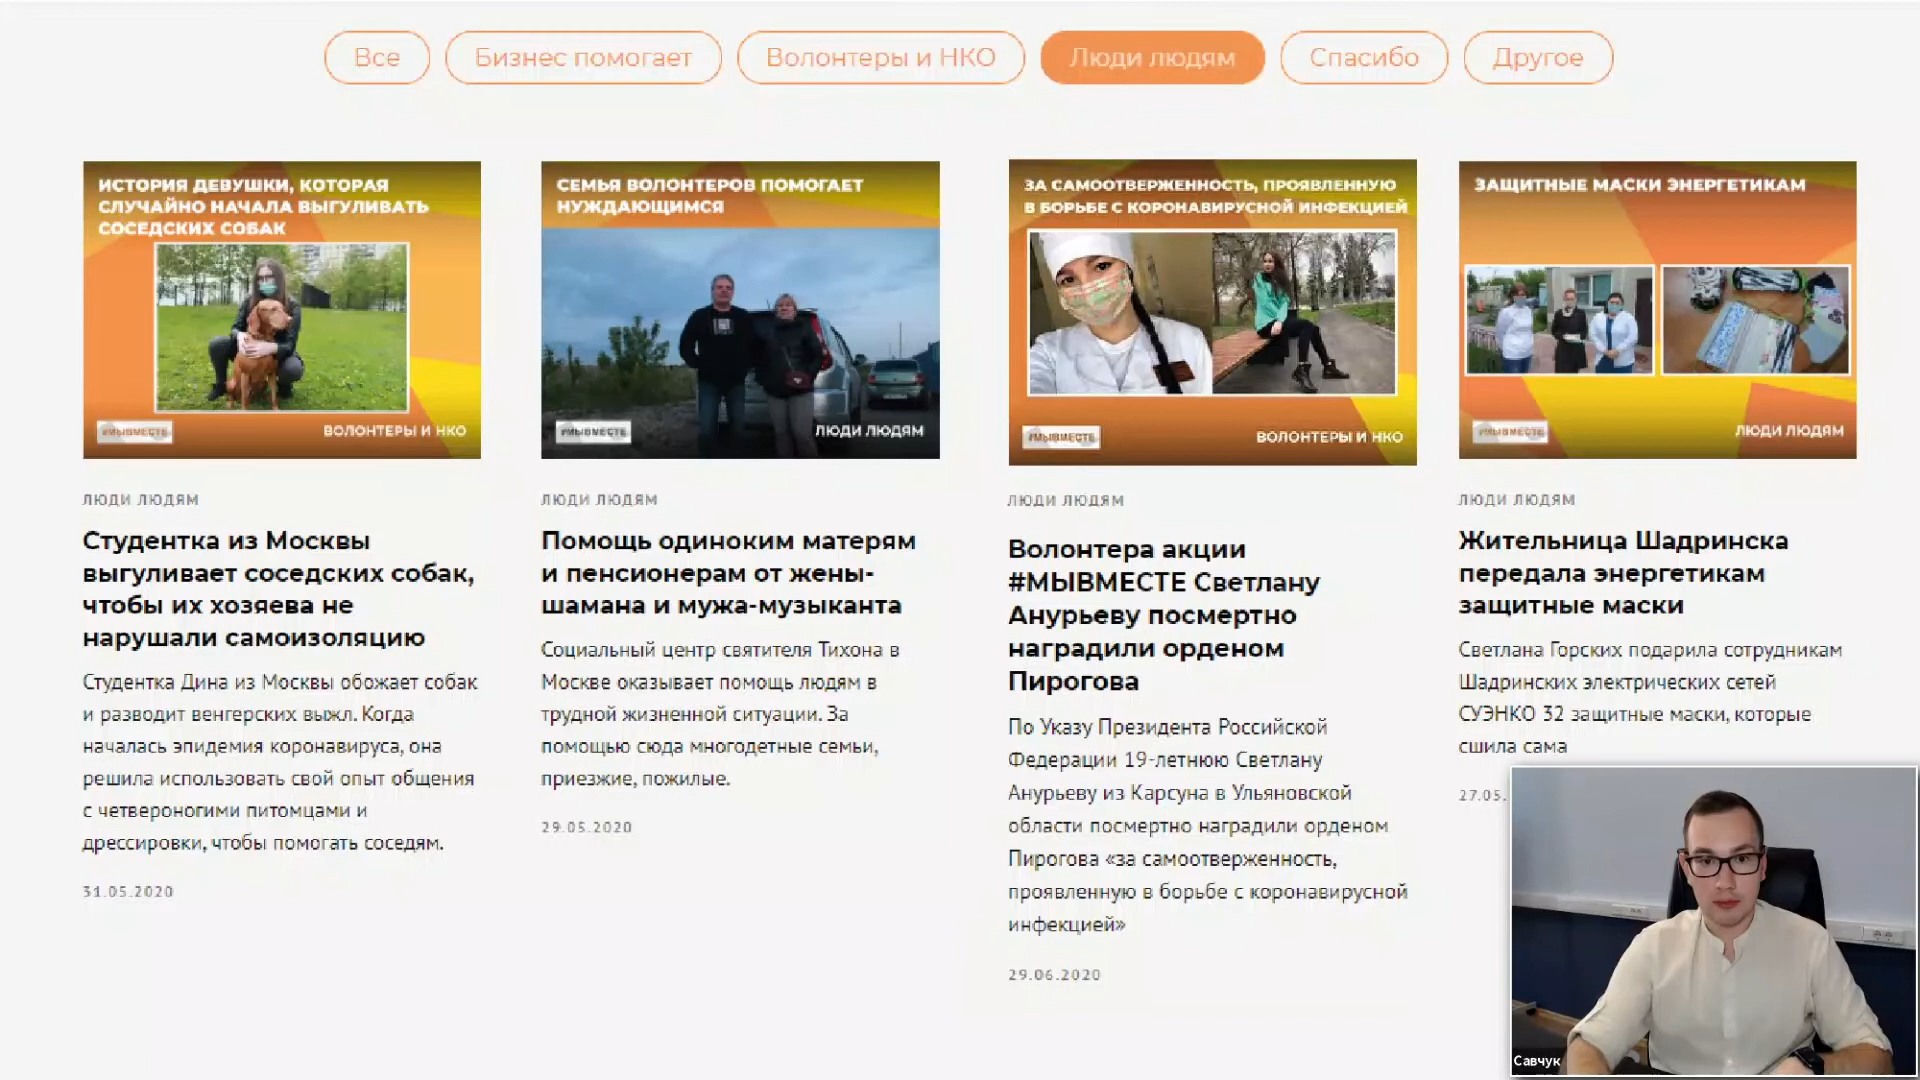 Все
Бизнес помогает
Волонтеры и НКО
Люди людям
Спасибо
Другое
ИСТОРИЯ ДЕВУШКИ, КОТОРАЯ
СЛУЧАЙНО НАЧАЛА ВЫГУЛИВАТЬ
СОСЕДСКИХ СОБАК
#МЫВМЕСТЕ
ВОЛОНТЕРЫ И НКО
ЛЮДИ ЛЮДЯМ
Студентка из Москвы
выгуливает соседских собак,
чтобы их хозяева не
нарушали самоизоляцию
Студентка Дина из Москвы обожает собак
и разводит венгерских выжл. Когда
началась эпидемия коронавируса, она
решила использовать свой опыт общения
с четвероногими питомцами и
дрессировки, чтобы помогать соседям.
31.05.2020
СЕМЬЯ ВОЛОНТЕРОВ ПОМОГАЕТ
НУЖДАЮЩИМСЯ
#МЫВМЕСТЕ
ЛЮДИ ЛЮДЯМ
ЛЮДИ ЛЮДЯМ
Помощь одиноким матерям
и пенсионерам от жены-
шамана и мужа-музыканта
Социальный центр святителя Тихона в
Москве оказывает помощь людям в
трудной жизненной ситуации. За
помощью сюда многодетные семьи,
приезжие, пожилые.
29.05.2020
ЗА САМООТВЕРЖЕННОСТЬ, ПРОЯВЛЕННУЮ
В БОРЬБЕ С КОРОНАВИРУСНОЙ ИНФЕКЦИЕЙ
#МЫВМЕСТЕ
ВОЛОНТЕРЫ И НКО
ЛЮДИ ЛЮДЯМ
Волонтера акции
#МЫВМЕСТЕ Светлану
Анурьеву посмертно
наградили орденом
Пирогова
По Указу Президента Российской
Федерации 19-летнюю Светлану
Анурьеву из Карсуна в Ульяновской
области посмертно наградили орденом
Пирогова «за самоотверженность,
проявленную в борьбе с коронавирусной
инфекцией»
29.06.2020
ЗАЩИТНЫЕ МАСКИ ЭНЕРГЕТИКАМ
#МЫВМЕСТЕ
ЛЮДИ ЛЮДЯМ
ЛЮДИ ЛЮДЯМ
Жительница Шадринска
передала энергетикам
защитные маски
Светлана Горских подарила сотрудникам
Шадринских электрических сетей
СУЭНКО 32 защитные маски, которые
сшила сама
27.05.
Савчук